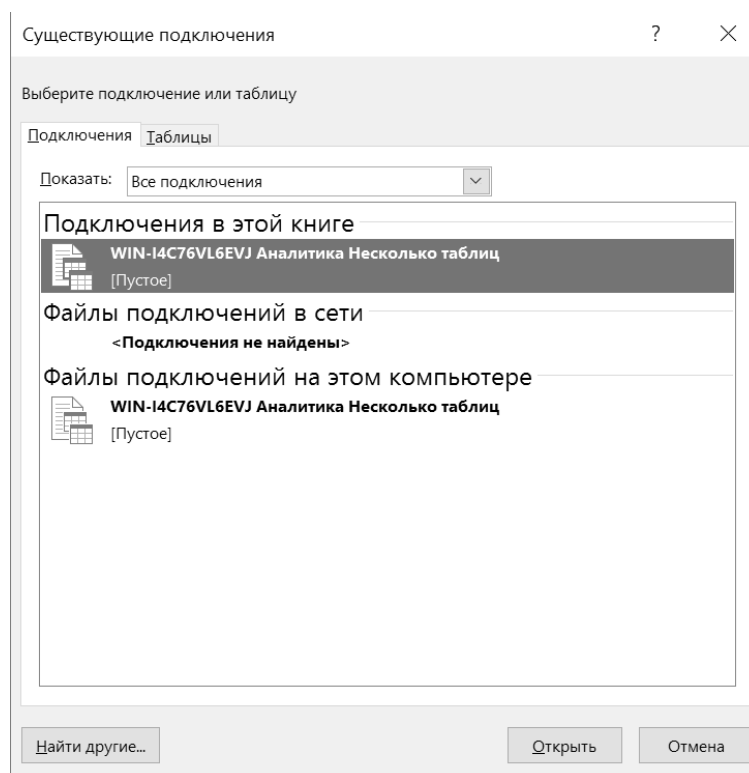 Существующие подключения
?
Выберите подключение или таблицу
Подключения Таблицы
Показать: Все подключения
Подключения в этой книге
WIN-I4C76VL6EVJ Аналитика Несколько таблиц
[Пустое]
Файлы подключений в сети
<Подключения не найдены>
Файлы подключений на этом компьютере
WIN-I4C76VL6EVJ Аналитика Несколько таблиц
[Пустое]
Найти другие... Открыть Отмена